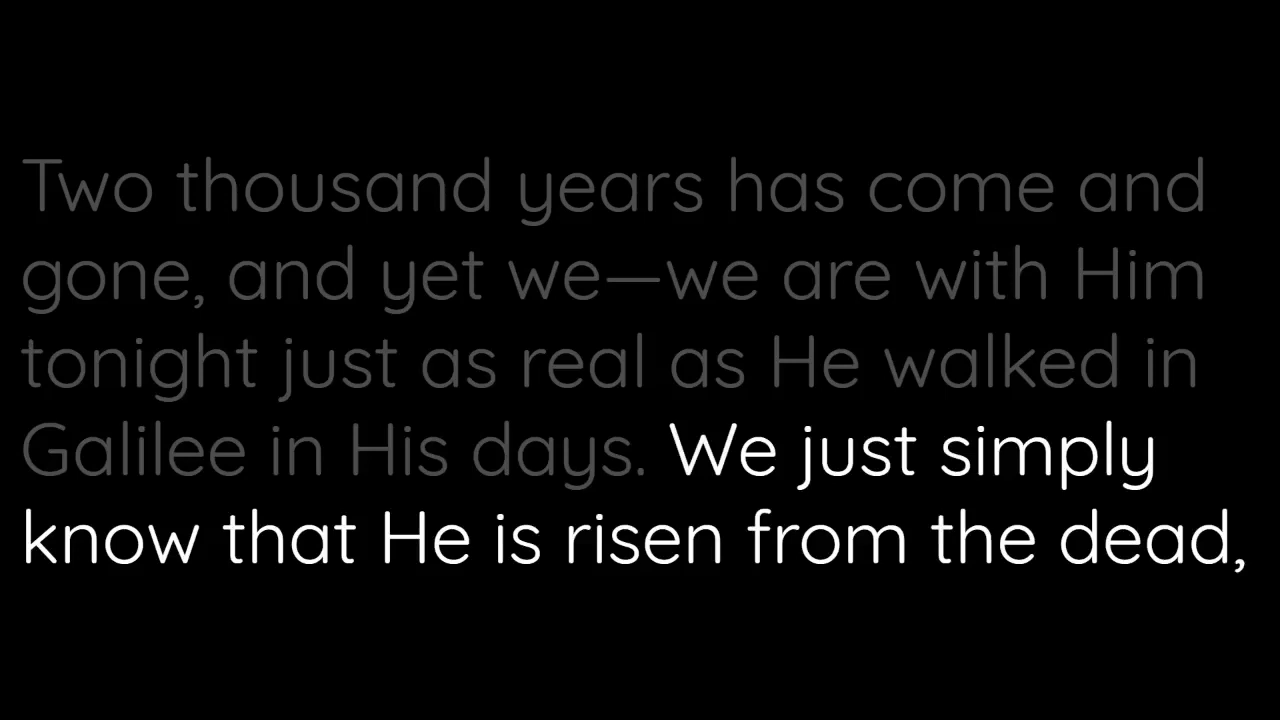 Two thousand years has come and
gone, and yet we—we are with Him
tonight just as real as He walked in
Galilee in His days. We just simply
know that He is risen from the dead,